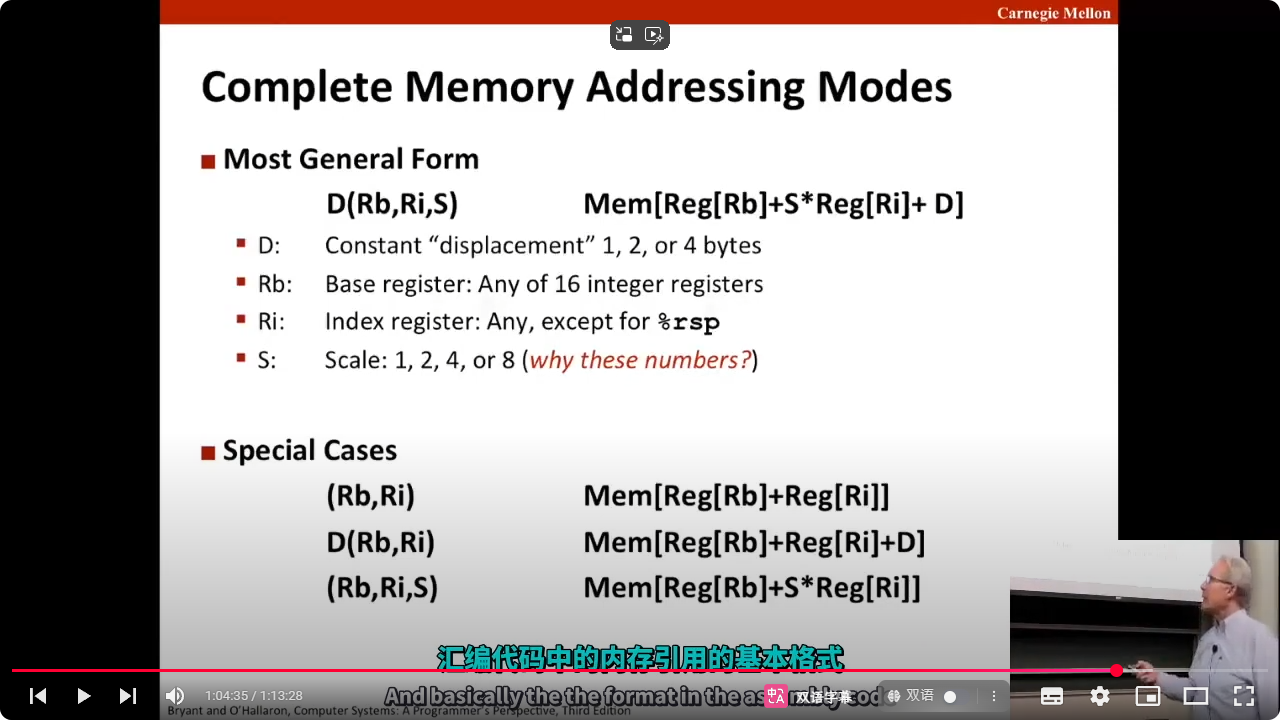 Carnegie Mellon
Complete Memory Addressing Modes
Most General Form
D(Rb,Ri,S) Mem[Reg[Rb]+S*Reg[Ri]+ D]
D: Constant “displacement” 1, 2, or 4 bytes
Rb: Base register: Any of 16 integer registers
Ri: Index register: Any, except for %rsp
S: Scale: 1, 2, 4, or 8 (why these numbers?)
Special Cases
(Rb,Ri) Mem[Reg[Rb]+Reg[Ri]]
D(Rb,Ri) Mem[Reg[Rb]+Reg[Ri]+D]
(Rb,Ri,S) Mem[Reg[Rb]+S*Reg[Ri]]
汇编代码中的内存引用的基本格式
1:04:35 / 1:13:28 And basically the the format in the 双语字幕 双语
Bryant and O'Hallaron, Computer Systems: A Programmer's Perspective, Third Edition